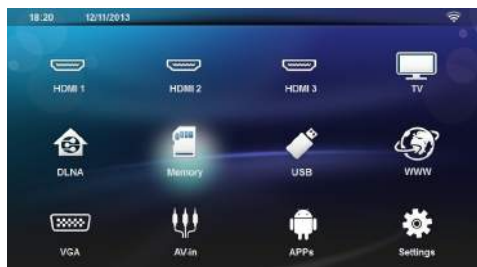 18:20 12/11/2013
HDMI 1 HDMI 2 HDMI 3 TV
DLNA Memory USB WWW
VGA AV-in APPs Settings